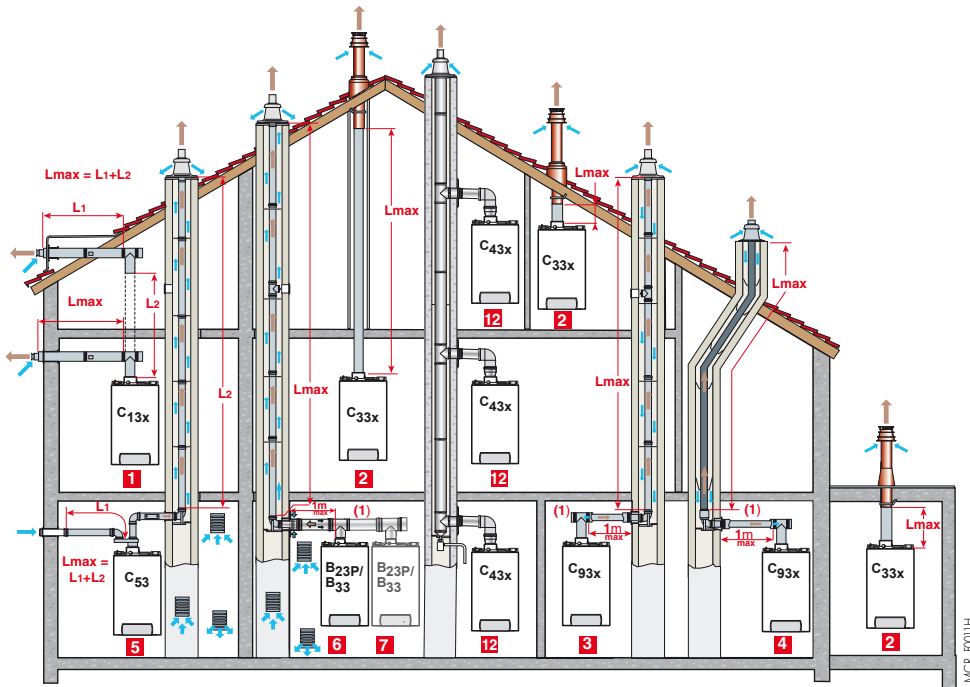 Lmax = L1+L2
L1
Lmax
L2
C13x
1
L2
L1
Lmax =
L1+L2
C53
5
Lmax
1m
max
(1)
B23P/
B33
6
B23P/
B33
7
Lmax
C33x
2
C43x
12
C43x
12
C43x
12
Lmax
C33x
2
Lmax
(1)
1m
max
C93x
3
Lmax
(1)
1m
max
C93x
4
Lmax
C33x
2
MGR_F0011H